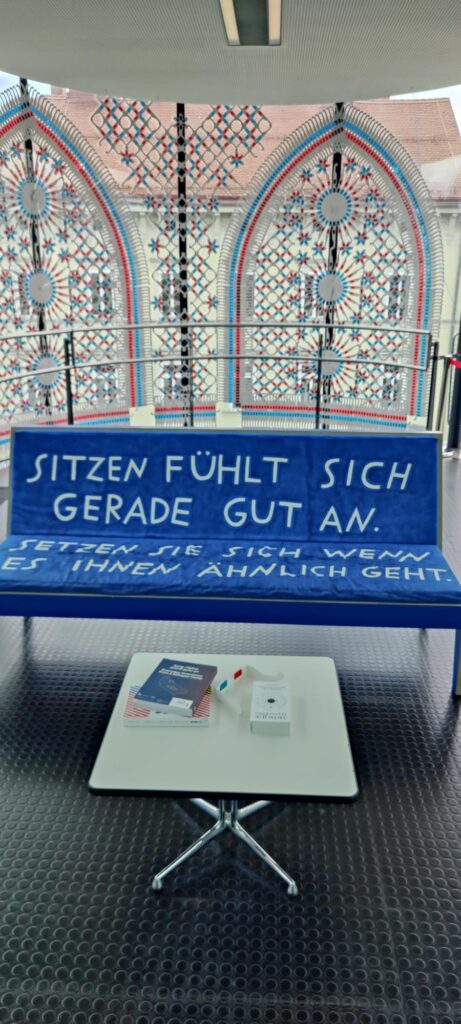 SITZEN FÜHLT SICH
GERADE GUT AN.
SETZEN SIE SICH WENN
ES IHNEN ÄHNLICH GEHT.